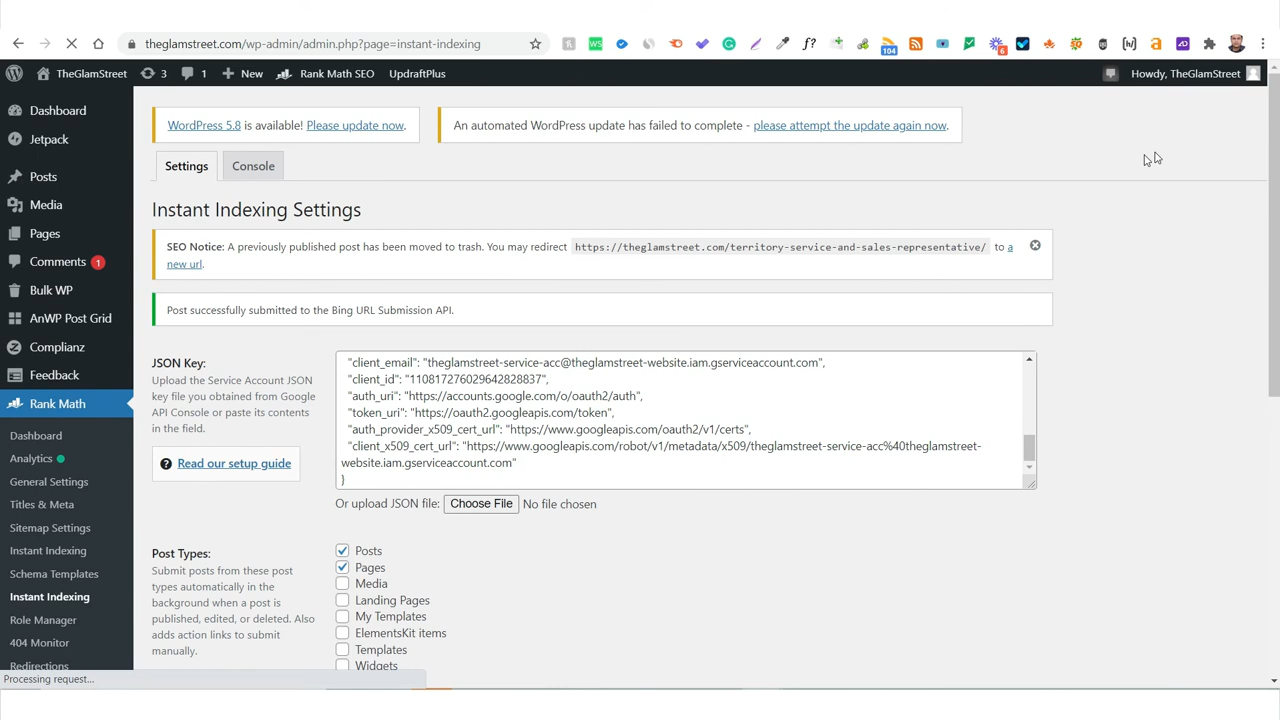 theglamstreet.com/wp-admin/admin.php?page=instant-indexing
104
6
TheGlamStreet 3 1 New Rank Math SEO UpdraftPlus Howdy, TheGlamStreet
Dashboard
Jetpack
Posts
Media
Pages
Comments 1
Bulk WP
AnWP Post Grid
Complianz
Feedback
Rank Math
Dashboard
Analytics
General Settings
Titles & Meta
Sitemap Settings
Instant Indexing
Schema Templates
Instant Indexing
Role Manager
404 Monitor
Redirections
WordPress 5.8 is available! Please update now.
An automated WordPress update has failed to complete - please attempt the update again now.
Settings Console
Instant Indexing Settings
SEO Notice: A previously published post has been moved to trash. You may redirect https://theglamstreet.com/territory-service-and-sales-representative/ to a
new url.
Post successfully submitted to the Bing URL Submission API.
JSON Key:
Upload the Service Account JSON
key file you obtained from Google
API Console or paste its contents
in the field.
Read our setup guide
"client_email": "theglamstreet-service-acc@theglamstreet-website.iam.gserviceaccount.com",
"client_id": "110817276029642828837",
"auth_uri": "https://accounts.google.com/o/oauth2/auth",
"token_uri": "https://oauth2.googleapis.com/token",
"auth_provider_x509_cert_url": "https://www.googleapis.com/oauth2/v1/certs",
"client_x509_cert_url": "https://www.googleapis.com/robot/v1/metadata/x509/theglamstreet-service-acc%40theglamstreet-
website.iam.gserviceaccount.com"
}
Or upload JSON file: Choose File No file chosen
Post Types:
Submit posts from these post
types automatically in the
background when a post is
published, edited, or deleted. Also
adds action links to submit
manually.
Posts
Pages
Media
Landing Pages
My Templates
ElementsKit items
Templates
Widgets
Processing request...